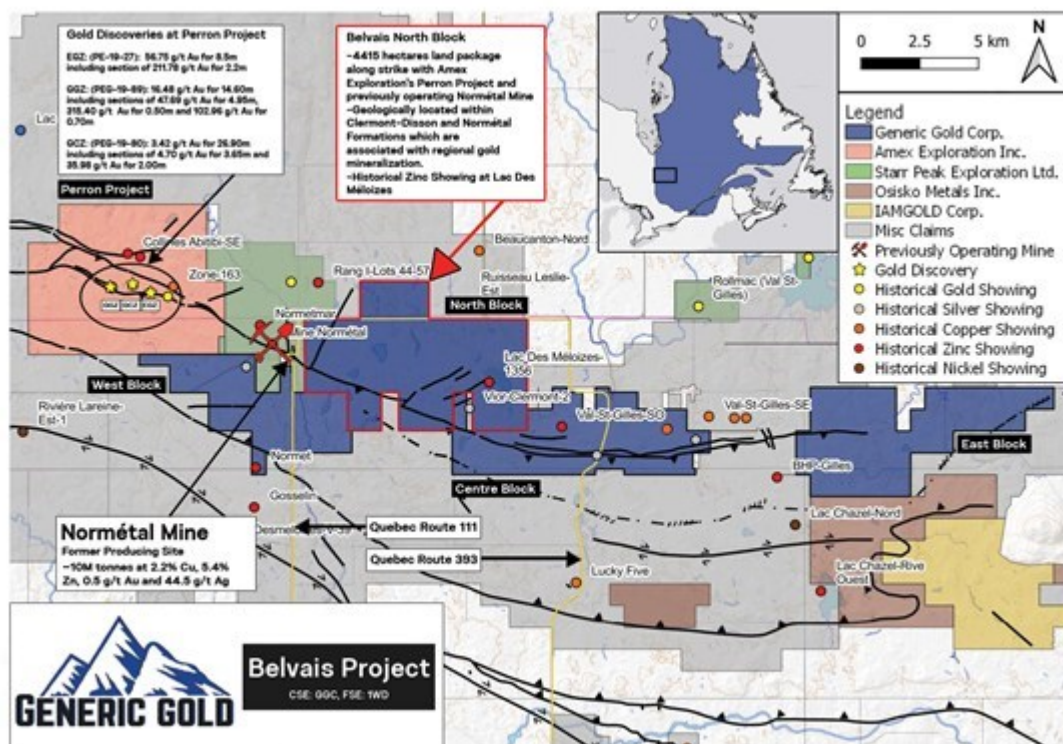 Gold Discoveries at Perron Project
EGZ: (PE-19-27): 56.75 g/t Au for 8.5m
including section of 211.78 g/t Au for 2.2m
GGZ: (PEG-19-69): 16.48 g/t Au for 14.60m
including sections of 47.69 g/t Au for 4.95m,
315.40 g/t Au for 0.50m and 102.96 g/t Au for
0.70m
GCZ: (PEG-19-80): 3.42 g/t Au for 26.90m
including sections of 4.70 g/t Au for 3.65m and
35.98 g/t Au for 2.00m
Perron Project
Belvais North Block
-4415 hectares land package
along strike with Amex
Exploration's Perron Project and
previously operating Normétal Mine
-Geologically located within
Clermont-Disson and Normétal
Formations which are
associated with regional gold
mineralization.
-Historical Zinc Showing at Lac Des
Méloizes
0 2.5 5 km
N
Legend
Generic Gold Corp.
Amex Exploration Inc.
Starr Peak Exploration Ltd.
Osisko Metals Inc.
IAMGOLD Corp.
Misc Claims
Previously Operating Mine
Gold Discovery
Historical Gold Showing
Historical Silver Showing
Historical Copper Showing
Historical Zinc Showing
Historical Nickel Showing
Lac
Collines Abitibi-SE
Zone-163
GGZ GCZ EGZ
Rang I-Lots 44-57
Beaucanton-Nord
Ruisseau Leslie-
Est
North Block
Rollmac (Val St-
Gilles)
Normetmar
Mine Normétal
West Block
Lac Des Méloizes-
1356
Vior-Clermont-2
Val-St-Gilles-SO
Val-St-Gilles-SE
East Block
Rivière Lareine-
Est-1
Normet
Centre Block
BHP-Gilles
Gosselin
Lac Chazel-Nord
Quebec Route 111
Quebec Route 393
Lucky Five
Lac Chazel-Rive
Ouest
Normétal Mine
Former Producing Site
~10M tonnes at 2.2% Cu, 5.4%
Zn, 0.5 g/t Au and 44.5 g/t Ag
GENERIC GOLD
Belvais Project
CSE: GGC, FSE: 1WD